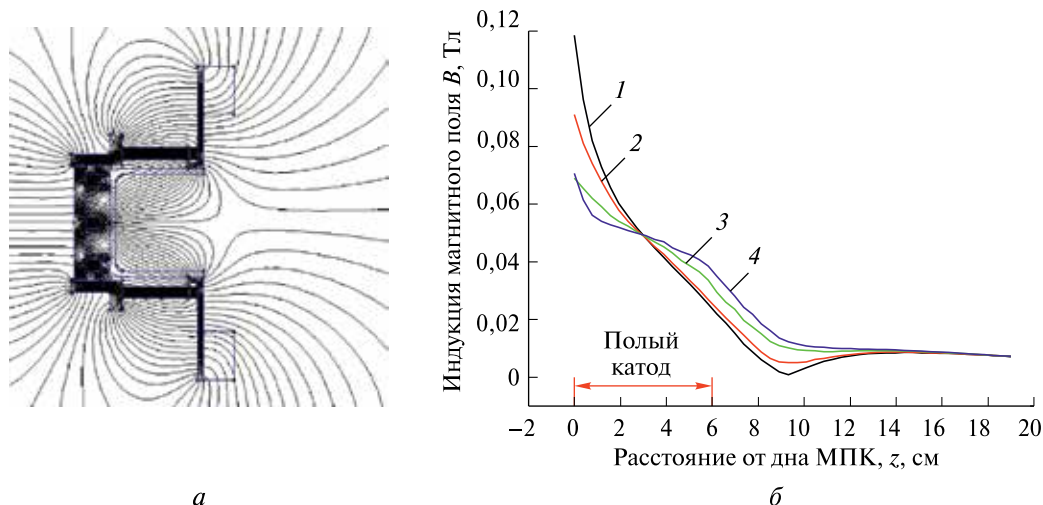 Индукция магнитного поля B, Тл
0,12
0,10
0,08
0,06
0,04
0,02
0
1
2
3
4
Полый
катод
−2 0 2 4 6 8 10 12 14 16 18 20
Расстояние от дна МПК, z, см
а
б